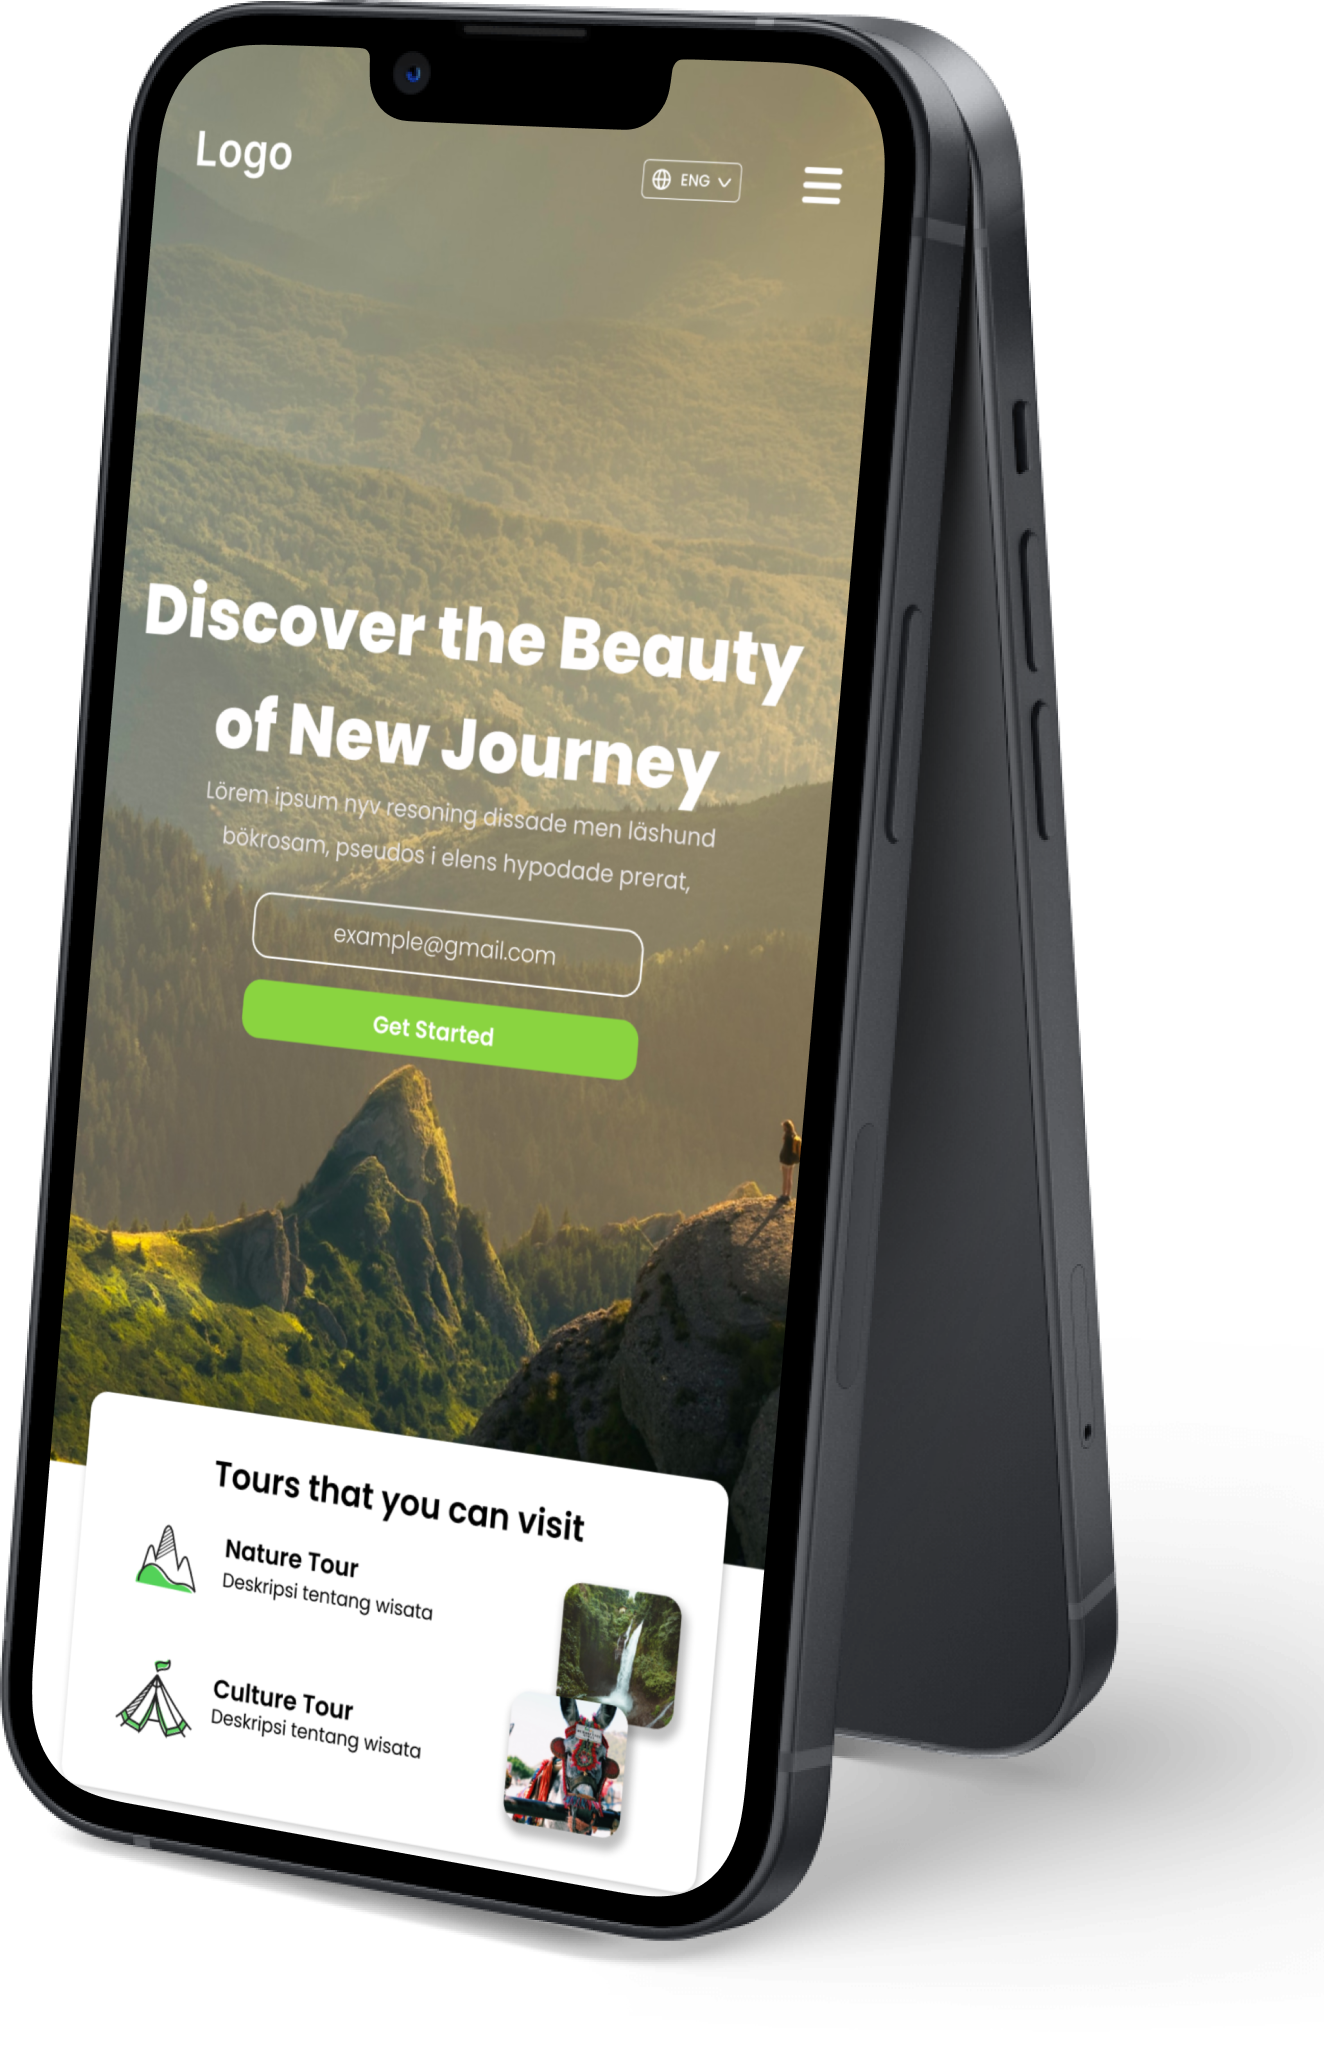 Logo
ENG
Discover the Beauty
of New Journey
Lörem ipsum nyv resoning dissade men läshund
bökrosam, pseudos i elens hypodade prerat,
example@gmail.com
Get Started
Tours that you can visit
Nature Tour
Deskripsi tentang wisata
Culture Tour
Deskripsi tentang wisata